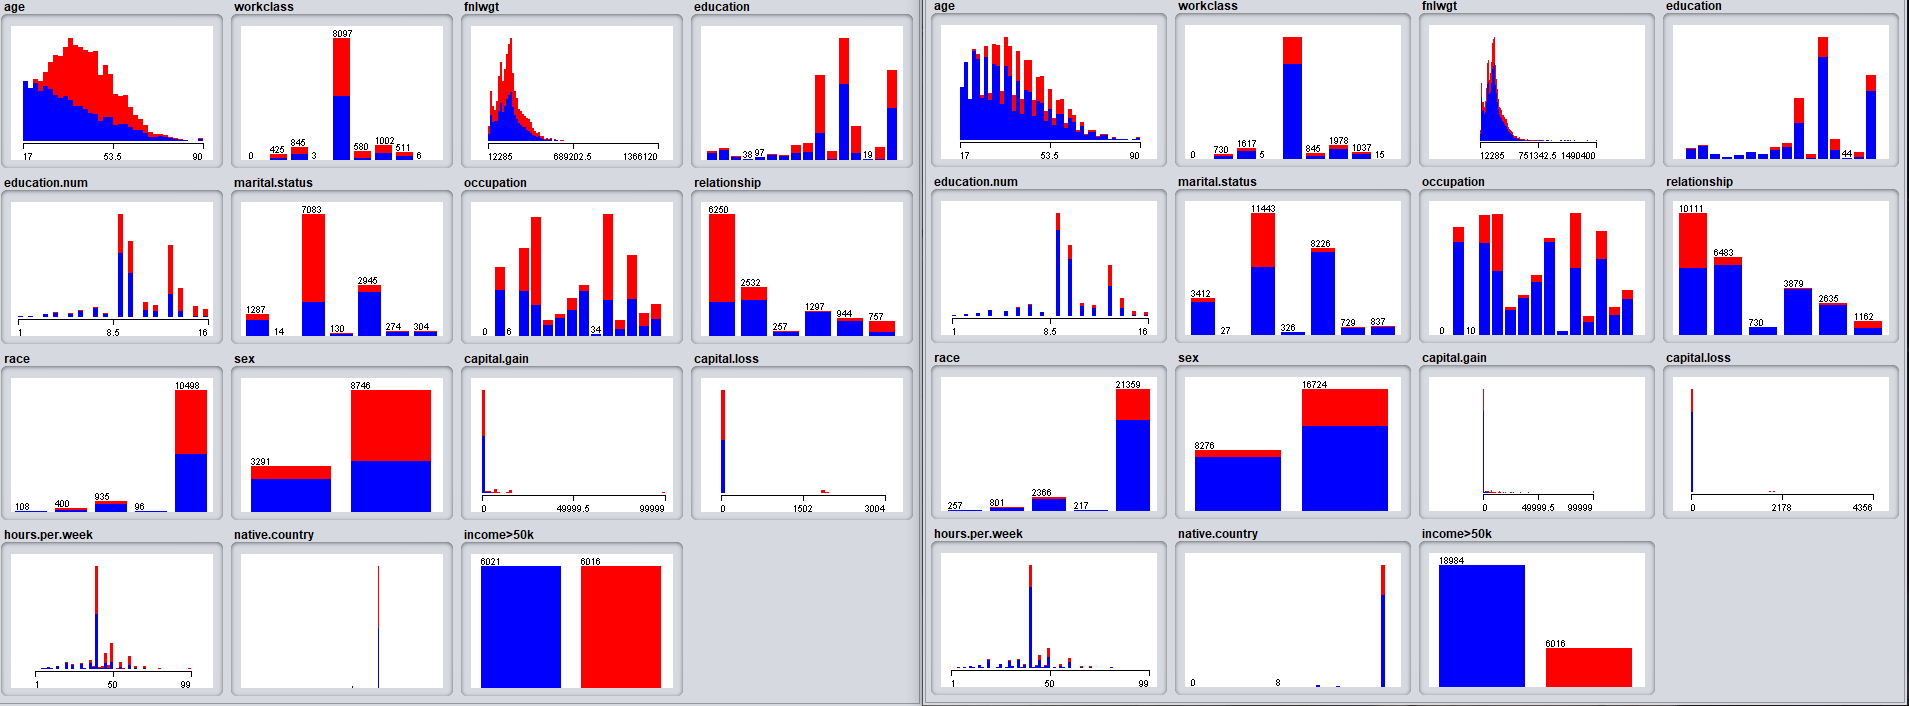 age workclass fnlwgt education
8097
0 425 845 3 580 1002 511 6
38 97 19
17 53.5 90
12285 689202.5 1366120
education.num marital.status occupation relationship
1287 14 7083 130 2945 274 304
0 6 34
6250 2532 257 1297 944 757
1 8.5 16
race sex capital.gain capital.loss
108 400 935 96 10498
3291 8746
0 49999.5 99999
0 1502 3004
hours.per.week native.country income>50k
6021 6016
1 50 99
age workclass fnlwgt education
0 730 1617 5 845 1978 1037 15
44
17 53.5 90
12285 751342.5 1490400
education.num marital.status occupation relationship
3412 27 11443 326 8226 729 837
0 10
10111 6483 730 3879 2635 1162
1 8.5 16
race sex capital.gain capital.loss
257 801 2366 217 21359
8276 16724
0 49999.5 99999
0 2178 4356
hours.per.week native.country income>50k
18984 6016
0 8
1 50 99